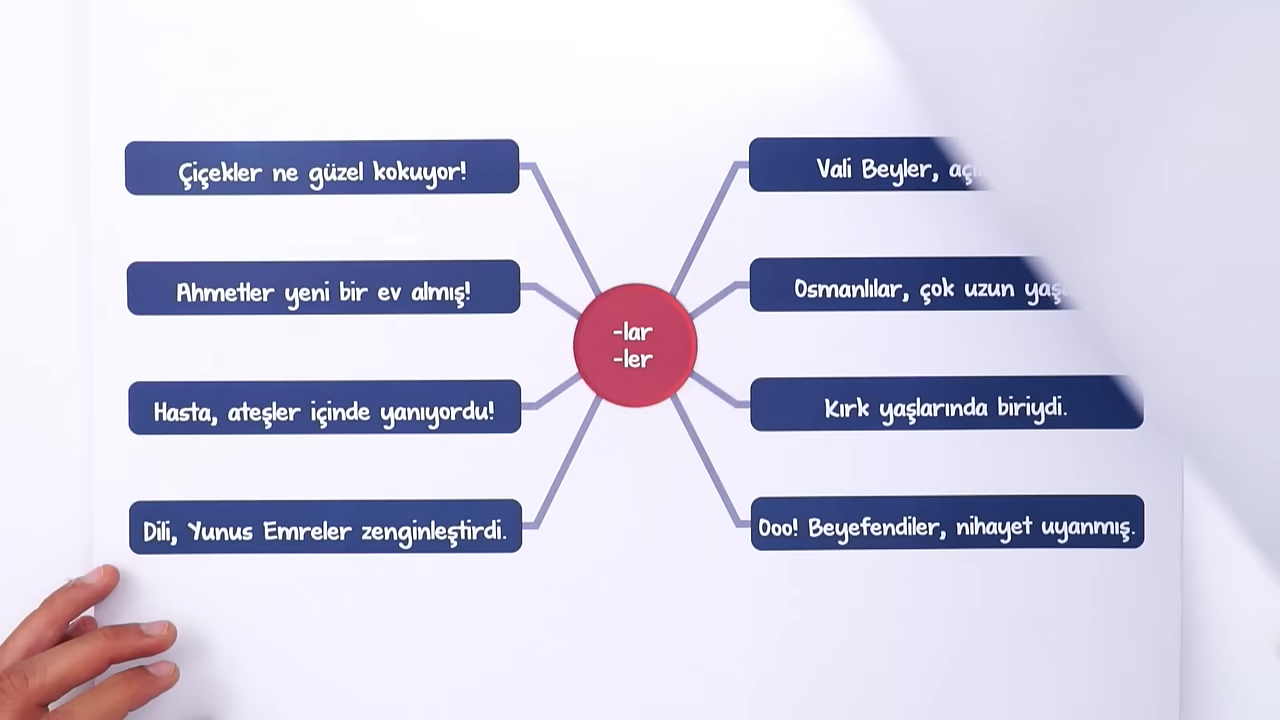 Çiçekler ne güzel kokuyor!
Ahmetler yeni bir ev almış!
Hasta, ateşler içinde yanıyordu!
Dili, Yunus Emreler zenginleştirdi.
-lar
-ler
Vali Beyler,
Osmanlılar, çok uzun
Kırk yaşlarında biriydi.
Ooo! Beyefendiler, nihayet uyanmış.